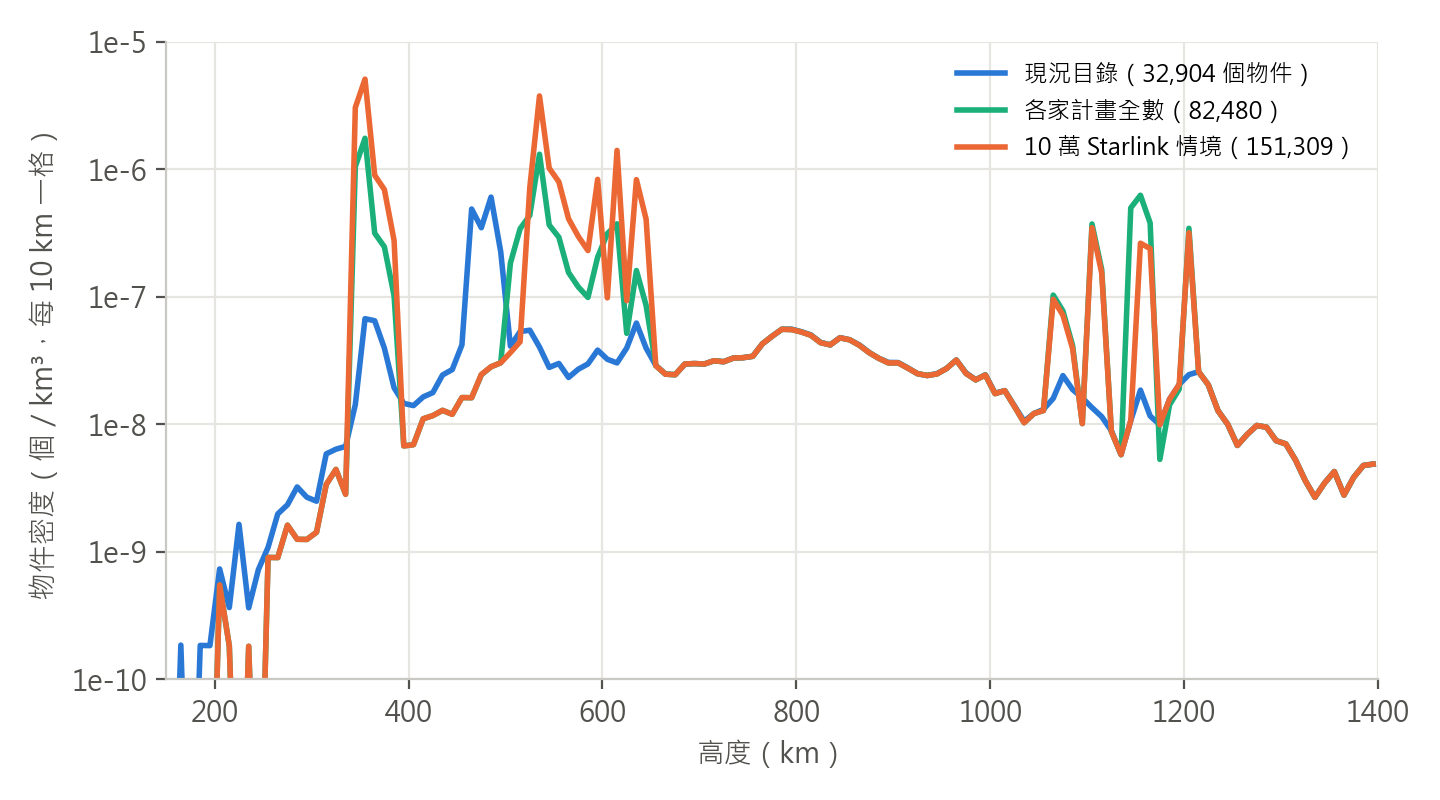 1e-5
1e-6
1e-7
1e-8
1e-9
1e-10
物件密度（個 / km³，每 10 km 一格）
現況目錄（32,904 個物件）
各家計畫全數（82,480）
10 萬 Starlink 情境（151,309）
200
400
600
800
1000
1200
1400
高度（km）